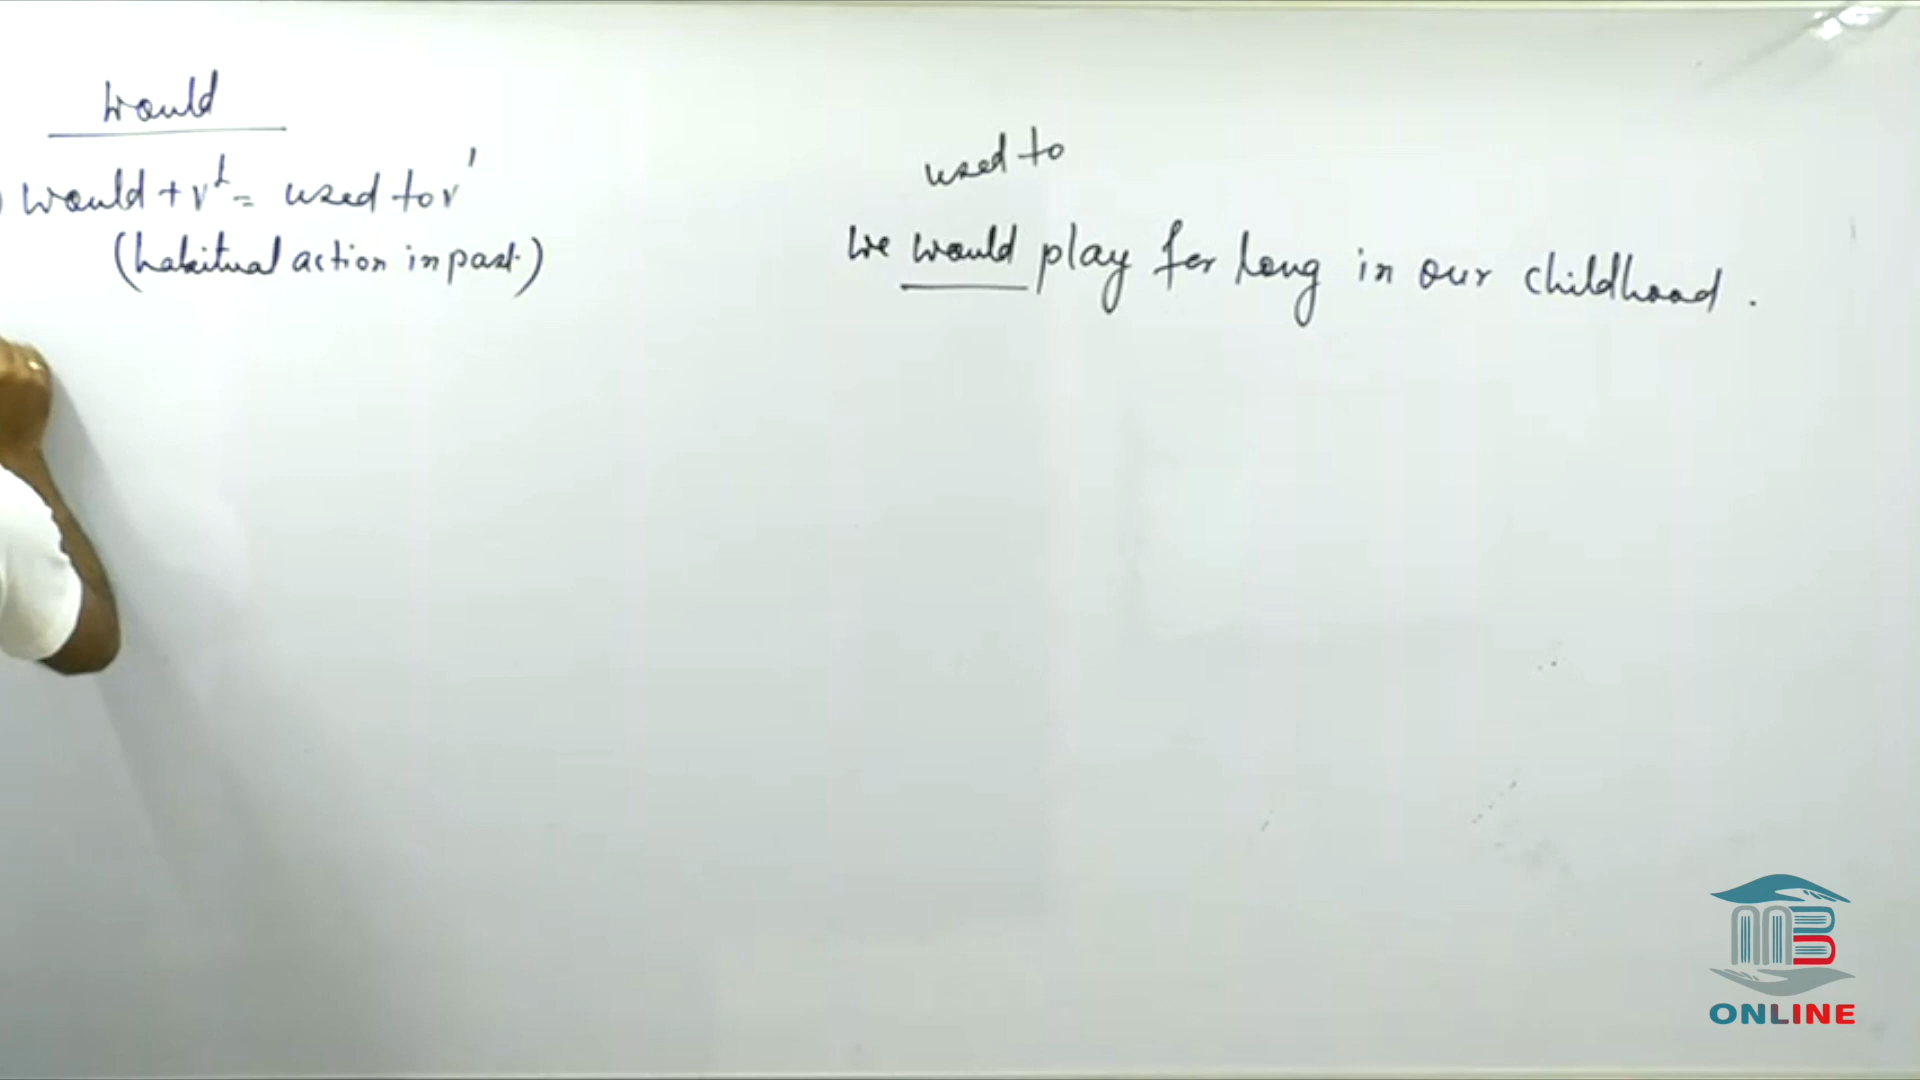 Would
) Would + V¹ = used to V¹
(habitual action in past)
used to
We would play for long in our childhood.
MB
ONLINE